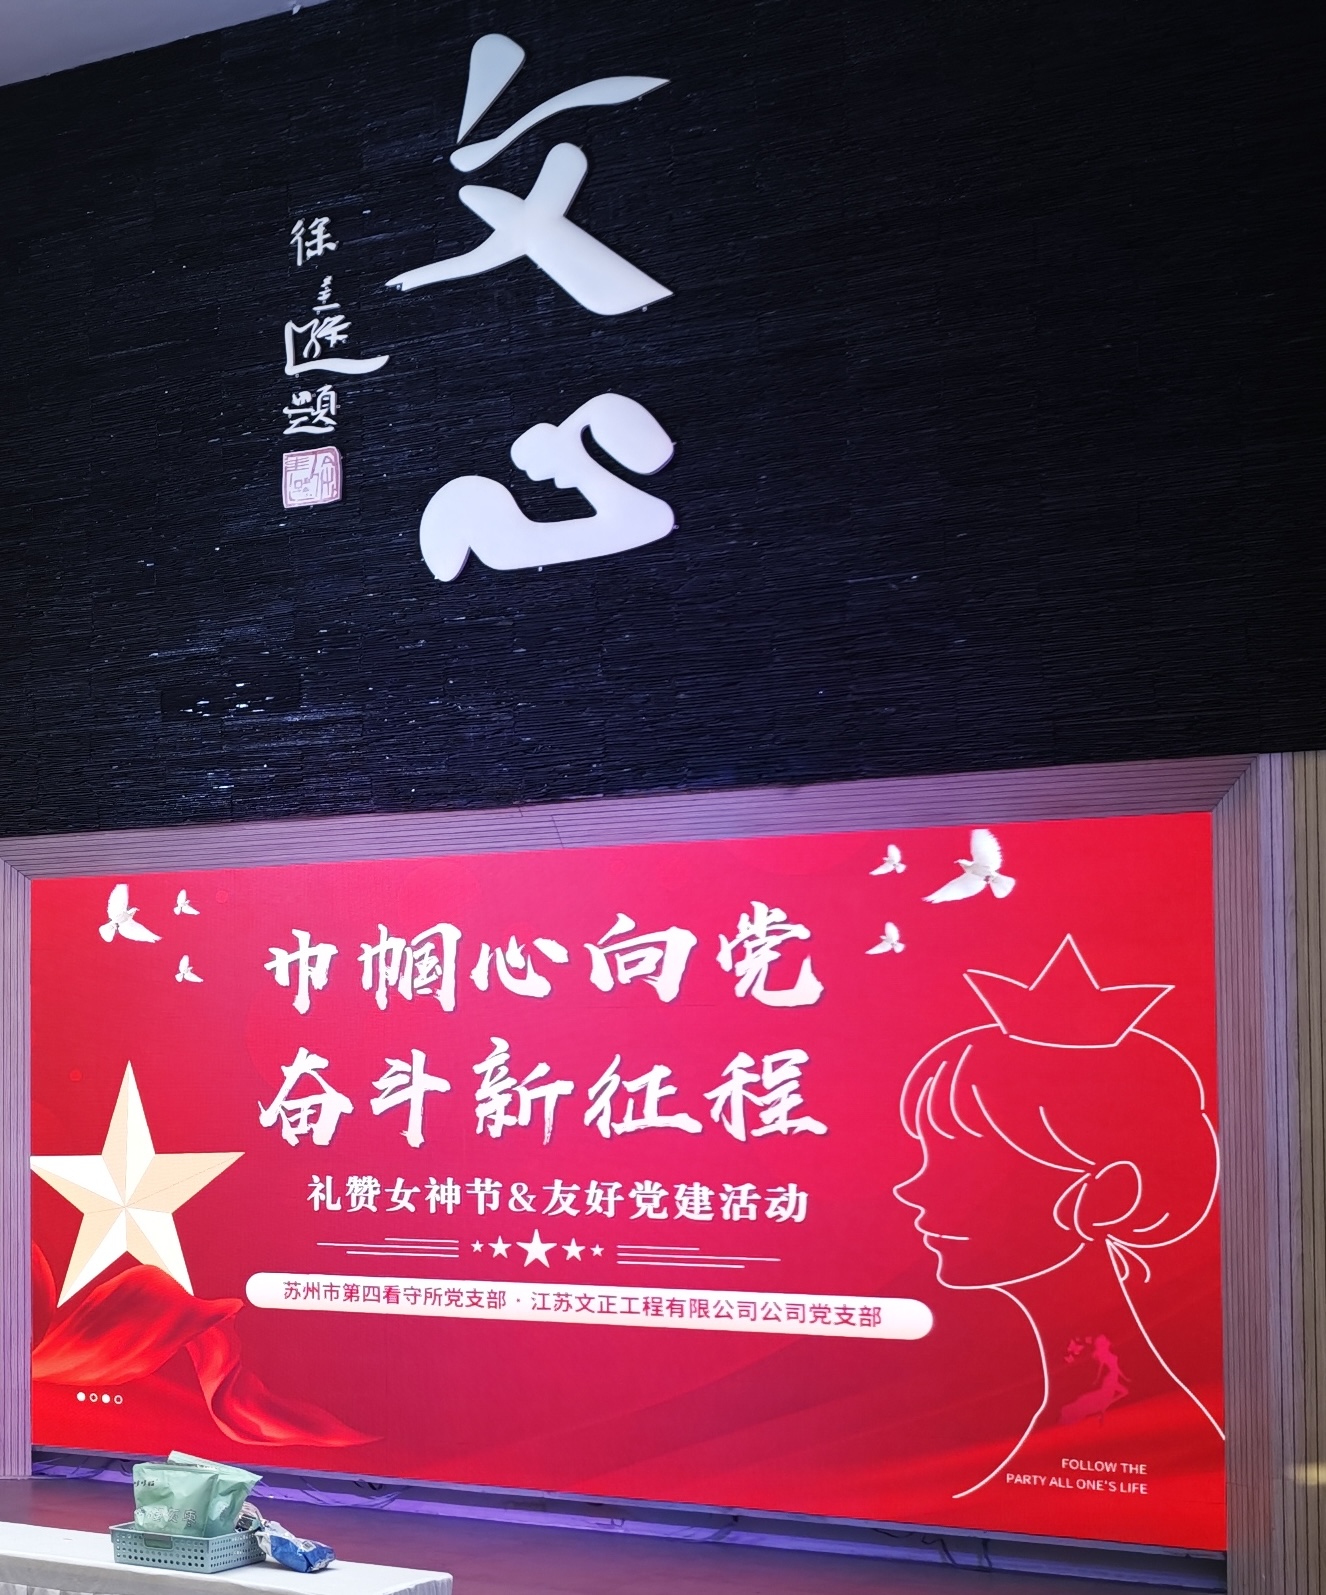 文心
徐圭逊题
巾帼心向党
奋斗新征程
礼赞女神节&友好党建活动
苏州市第四看守所党支部·江苏文正工程有限公司公司党支部
FOLLOW THE
PARTY ALL ONE'S LIFE